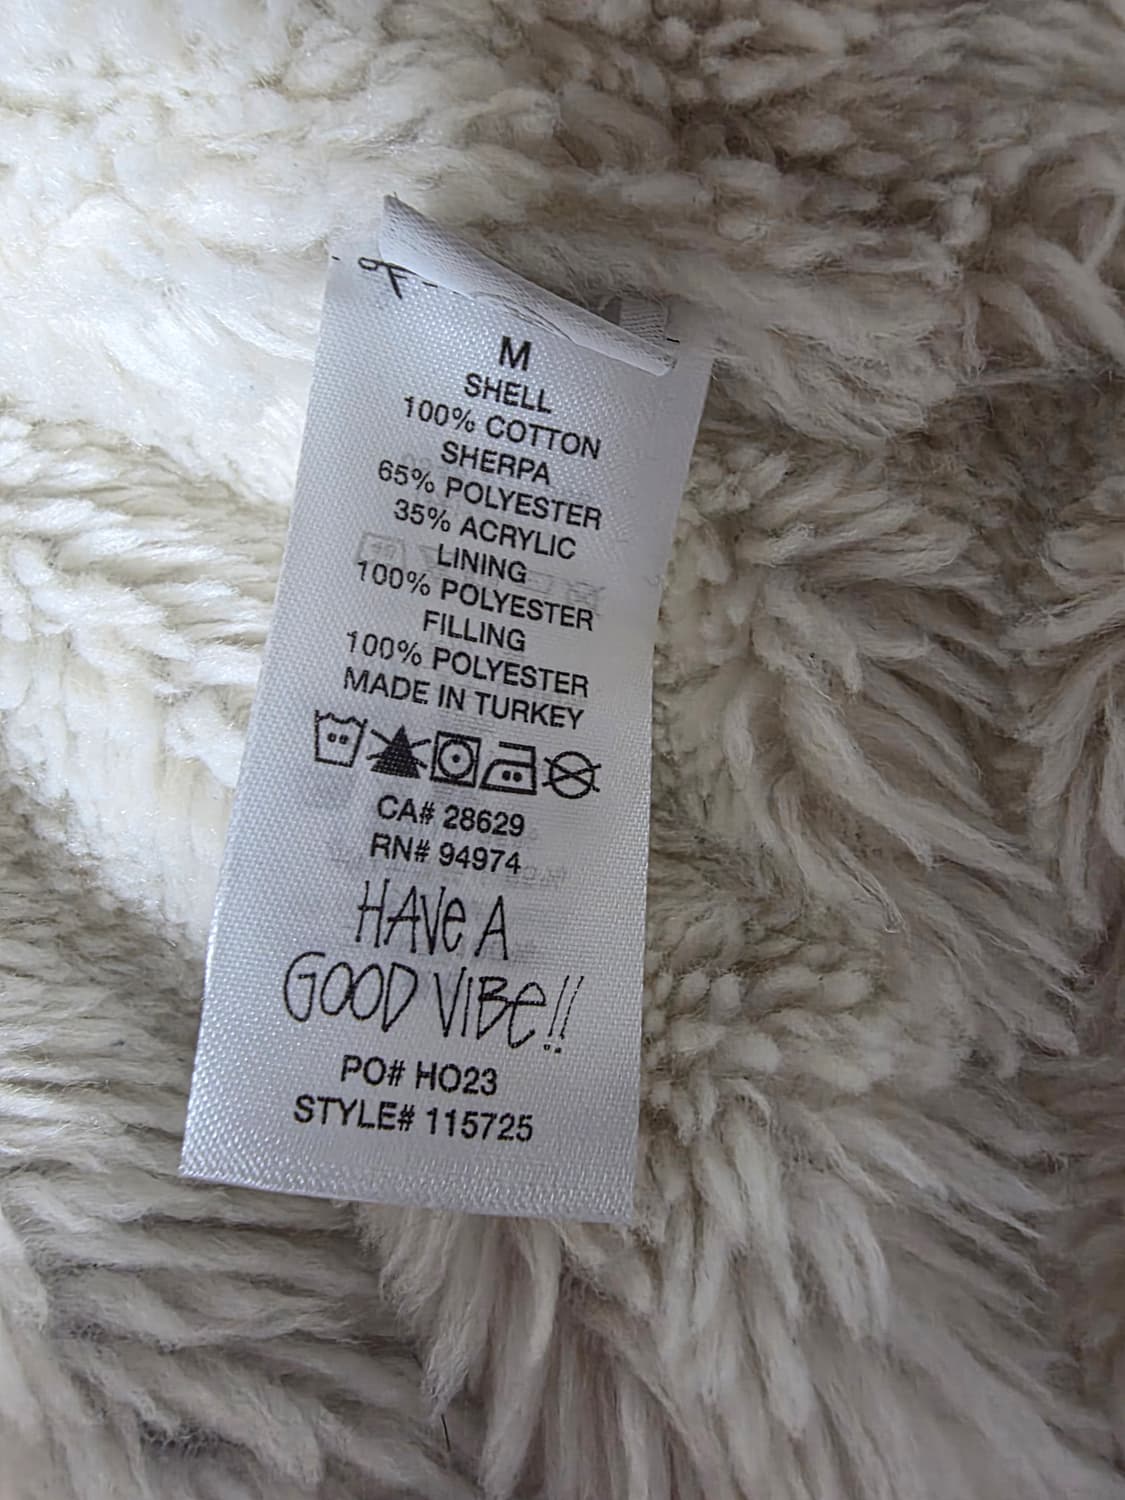 M
SHELL
100% COTTON
SHERPA
65% POLYESTER
35% ACRYLIC
LINING
100% POLYESTER
FILLING
100% POLYESTER
MADE IN TURKEY
CA# 28629
RN# 94974
HAVe A
GOOD VIBe!!
PO# HO23
STYLE# 115725